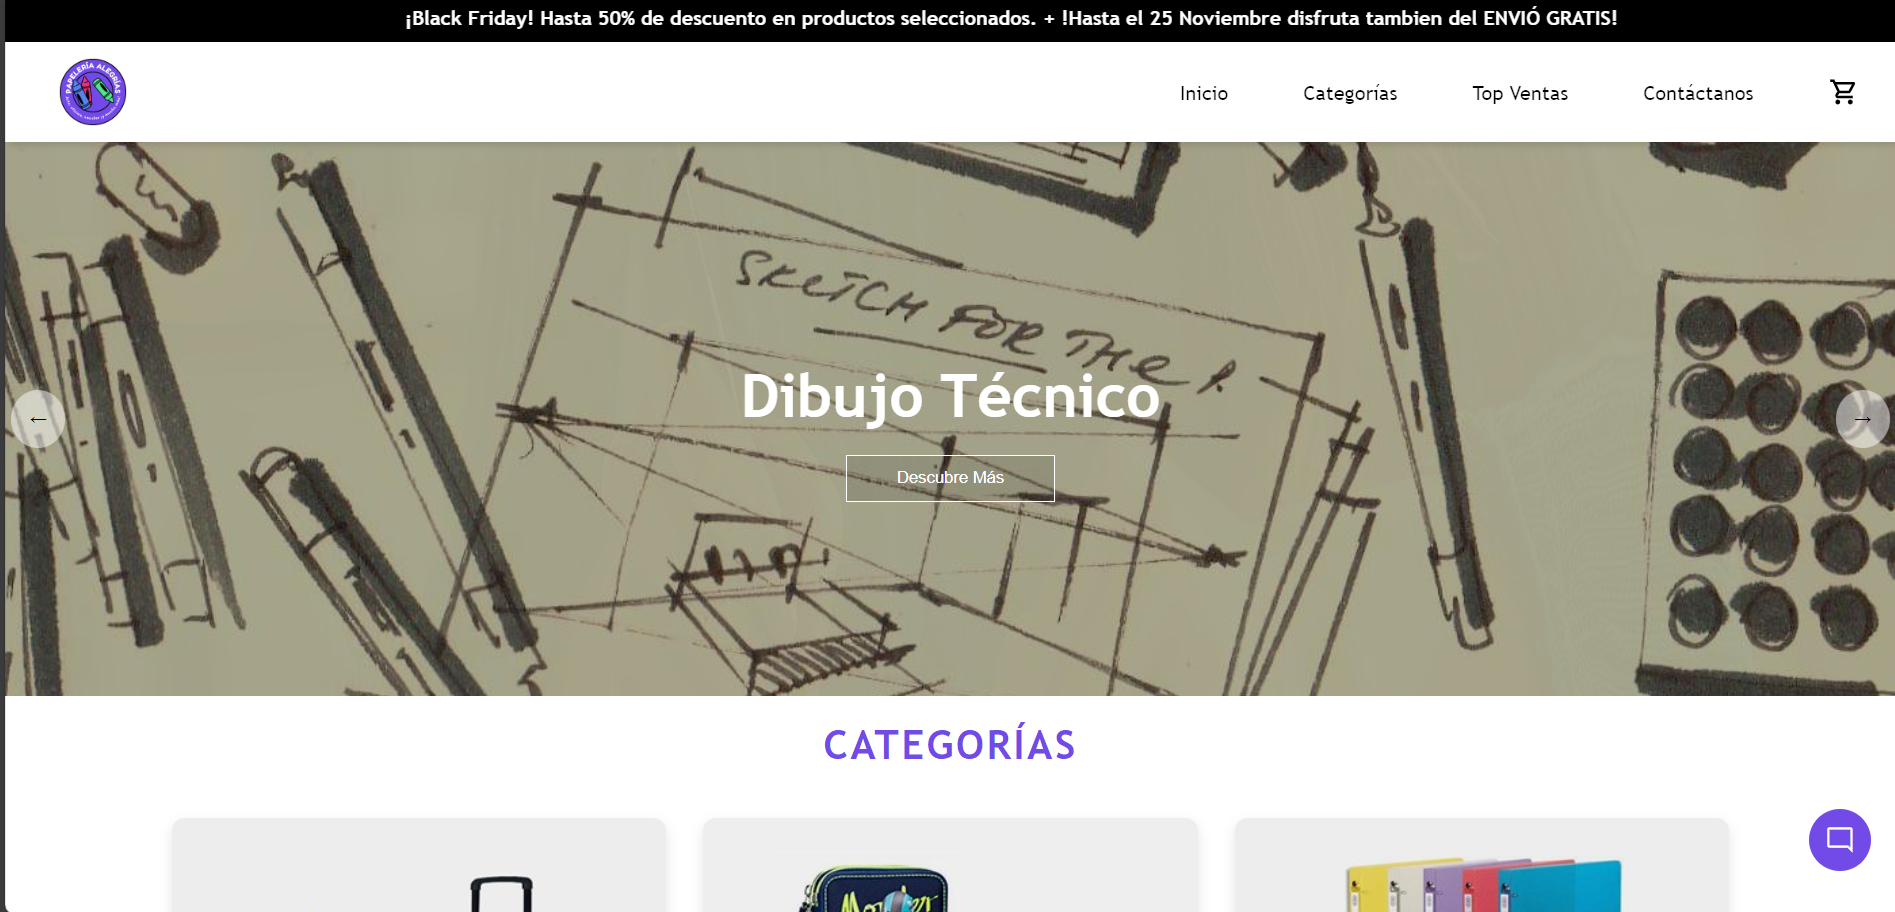 ¡Black Friday! Hasta 50% de descuento en productos seleccionados. + !Hasta el 25 Noviembre disfruta tambien del ENVIÓ GRATIS!
PAPELERÍA ALEGRÍAS
Inicio
Categorías
Top Ventas
Contáctanos
SKETCH FOR THE
Dibujo Técnico
←
→
Descubre Más
CATEGORÍAS